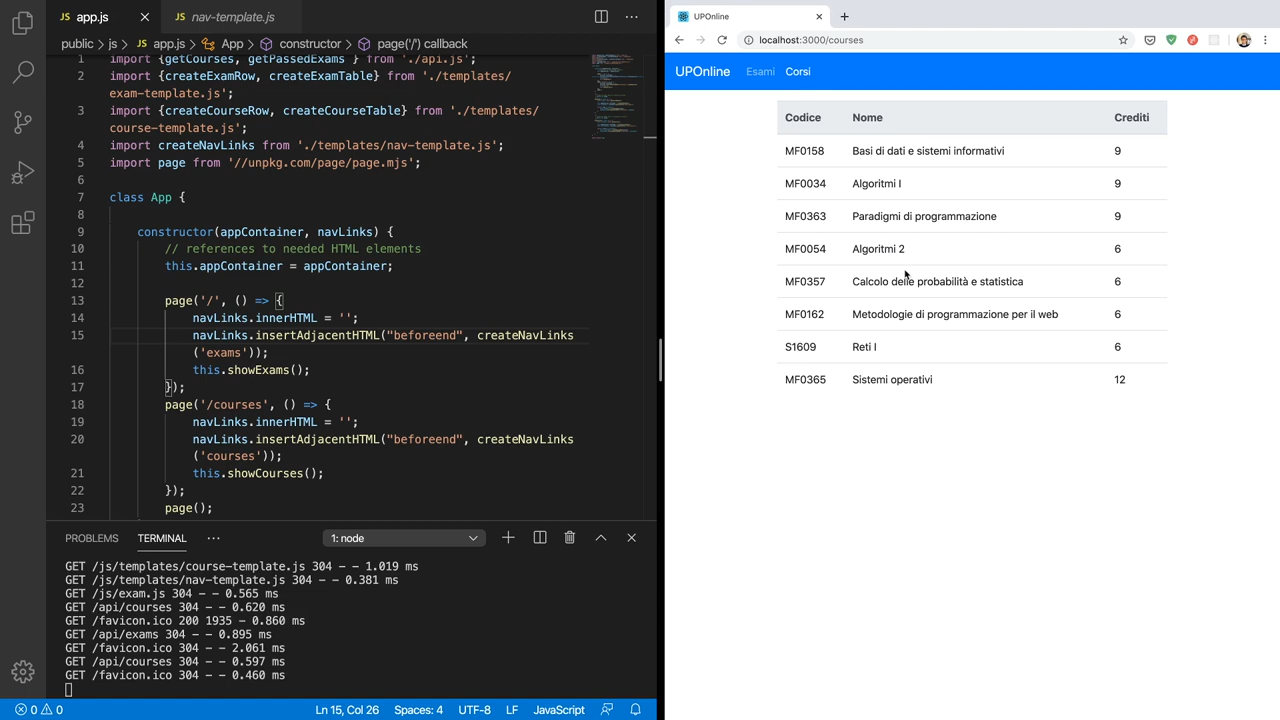 JS app.js
JS nav-template.js
public > js > JS app.js > App > constructor > page('/') callback
1 import {getCourses, getPassedExams } from './api.js';
2 import {createExamRow, createExamTable} from './templates/
exam-template.js';
3 import {createCourseRow, createCourseTable} from './templates/
course-template.js';
4 import createNavLinks from './templates/nav-template.js';
5 import page from '//unpkg.com/page/page.mjs';
6
7 class App {
8
9 constructor(appContainer, navLinks) {
10 // references to needed HTML elements
11 this.appContainer = appContainer;
12
13 page('/', () => {
14 navLinks.innerHTML = '';
15 navLinks.insertAdjacentHTML("beforeend", createNavLinks
('exams'));
16 this.showExams();
17 });
18 page('/courses', () => {
19 navLinks.innerHTML = '';
20 navLinks.insertAdjacentHTML("beforeend", createNavLinks
('courses'));
21 this.showCourses();
22 });
23 page();
PROBLEMS TERMINAL ··· 1: node
GET /js/templates/course-template.js 304 - - 1.019 ms
GET /js/templates/nav-template.js 304 - - 0.381 ms
GET /js/exam.js 304 - - 0.565 ms
GET /api/courses 304 - - 0.620 ms
GET /favicon.ico 200 1935 - 0.860 ms
GET /api/exams 304 - - 0.895 ms
GET /favicon.ico 304 - - 2.061 ms
GET /api/courses 304 - - 0.597 ms
GET /favicon.ico 304 - - 0.460 ms
0 0 Ln 15, Col 26 Spaces: 4 UTF-8 LF JavaScript
UPOnline
localhost:3000/courses
UPOnline Esami Corsi
Codice Nome Crediti
MF0158 Basi di dati e sistemi informativi 9
MF0034 Algoritmi I 9
MF0363 Paradigmi di programmazione 9
MF0054 Algoritmi 2 6
MF0357 Calcolo delle probabilità e statistica 6
MF0162 Metodologie di programmazione per il web 6
S1609 Reti I 6
MF0365 Sistemi operativi 12